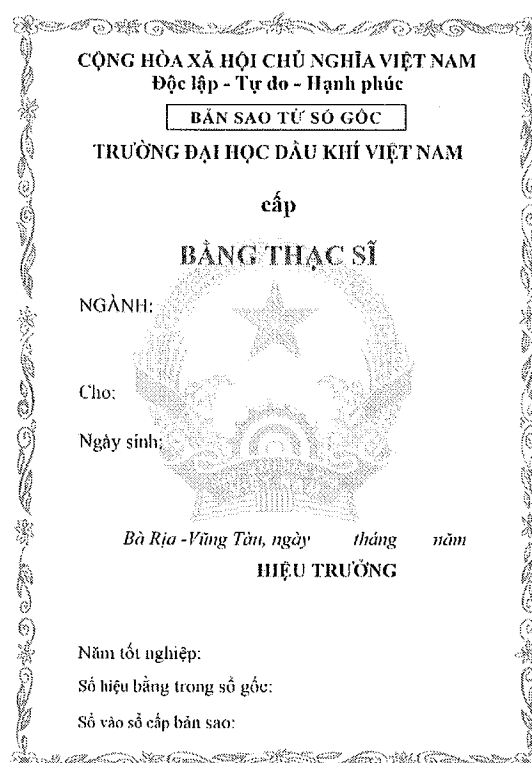 CỘNG HÒA XÃ HỘI CHỦ NGHĨA VIỆT NAM
Độc lập - Tự do - Hạnh phúc
BẢN SAO TỪ SỔ GỐC
TRƯỜNG ĐẠI HỌC DẦU KHÍ VIỆT NAM
cấp
BẰNG THẠC SĨ
NGÀNH:
Cho:
Ngày sinh:
Bà Rịa -Vũng Tàu, ngày tháng năm
HIỆU TRƯỞNG
Năm tốt nghiệp:
Số hiệu bằng trong sổ gốc:
Số vào sổ cấp bản sao: